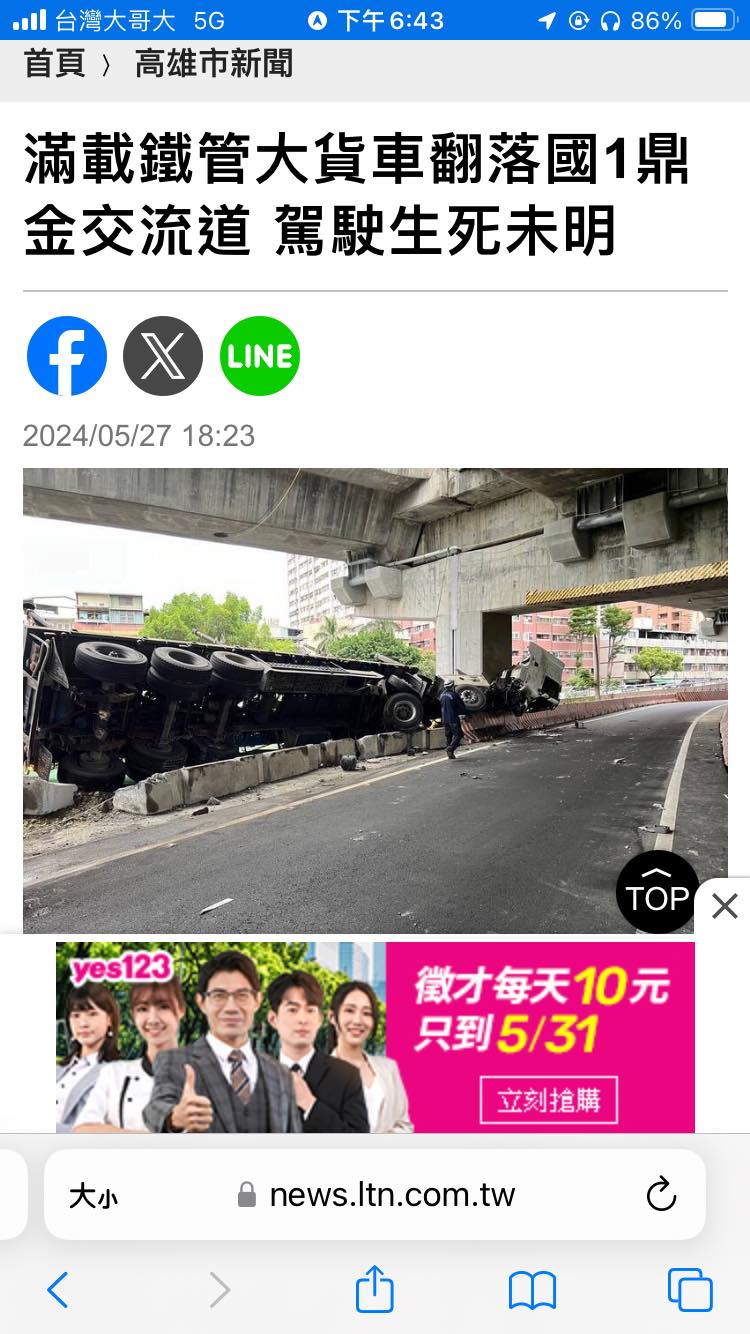 台灣大哥大 5G 下午6:43 86%
首頁 〉 高雄市新聞
滿載鐵管大貨車翻落國1鼎
金交流道 駕駛生死未明
LINE
2024/05/27 18:23
TOP
yes123
徵才每天10元
只到5/31
立刻搶購
大小 news.ltn.com.tw